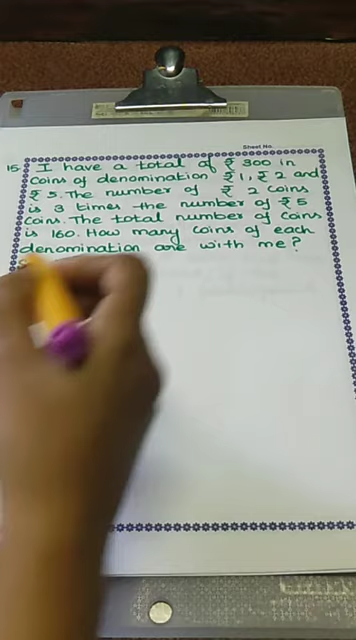 Sheet No.
15. I have a total of ₹ 300 in
coins of denomination ₹ 1, ₹ 2 and
₹ 5. The number of ₹ 2 coins
is 3 times the number of ₹ 5
coins. The total number of coins
is 160. How many coins of each
denomination are with me?